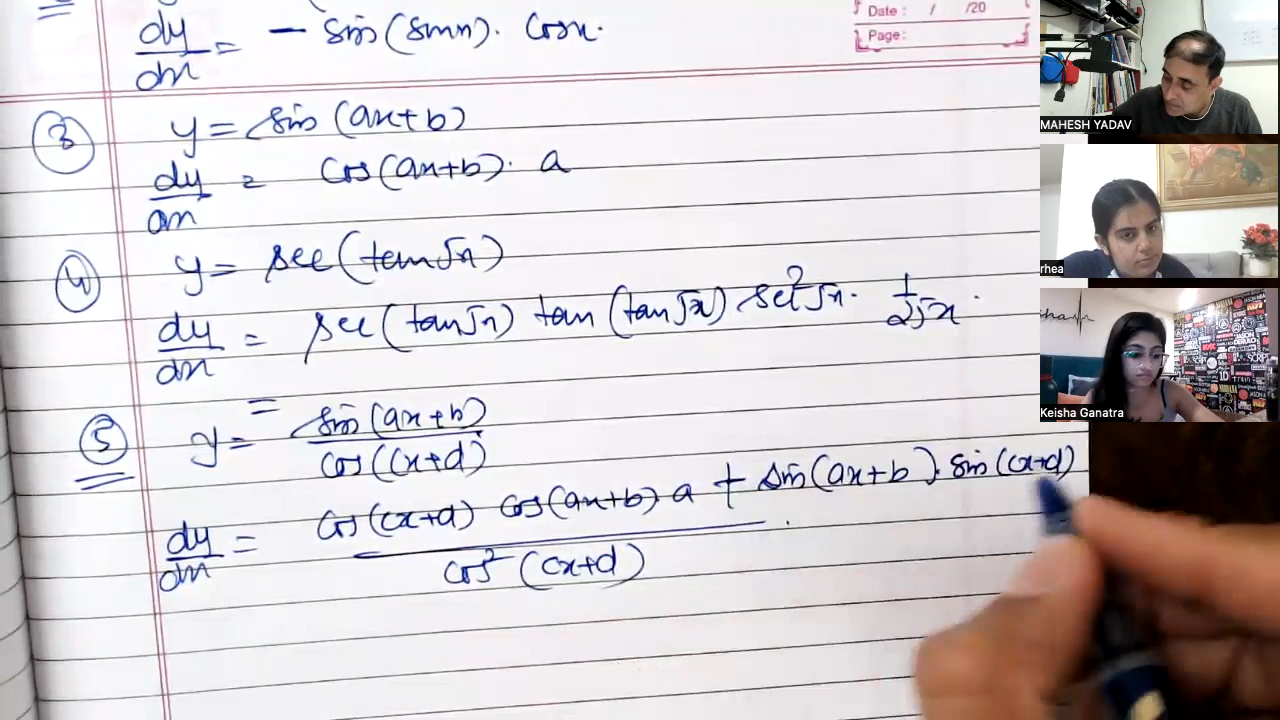 dy/dx = - sin(sinx). cosx.
Date : / /20
Page:
3 y = sin (ax+b)
dy/dx = cos(ax+b). a
4 y = sec(tan√x)
dy/dx = sec(tan√x) tan(tan√x) sec²√x. 1/2√x.
=
5 y = sin(ax+b)/cos(cx+d)
dy/dx = cos(cx+d) cos(ax+b) a + sin(ax+b). sin(cx+d) / cos² (cx+d)
MAHESH YADAV
rhea
Keisha Ganatra